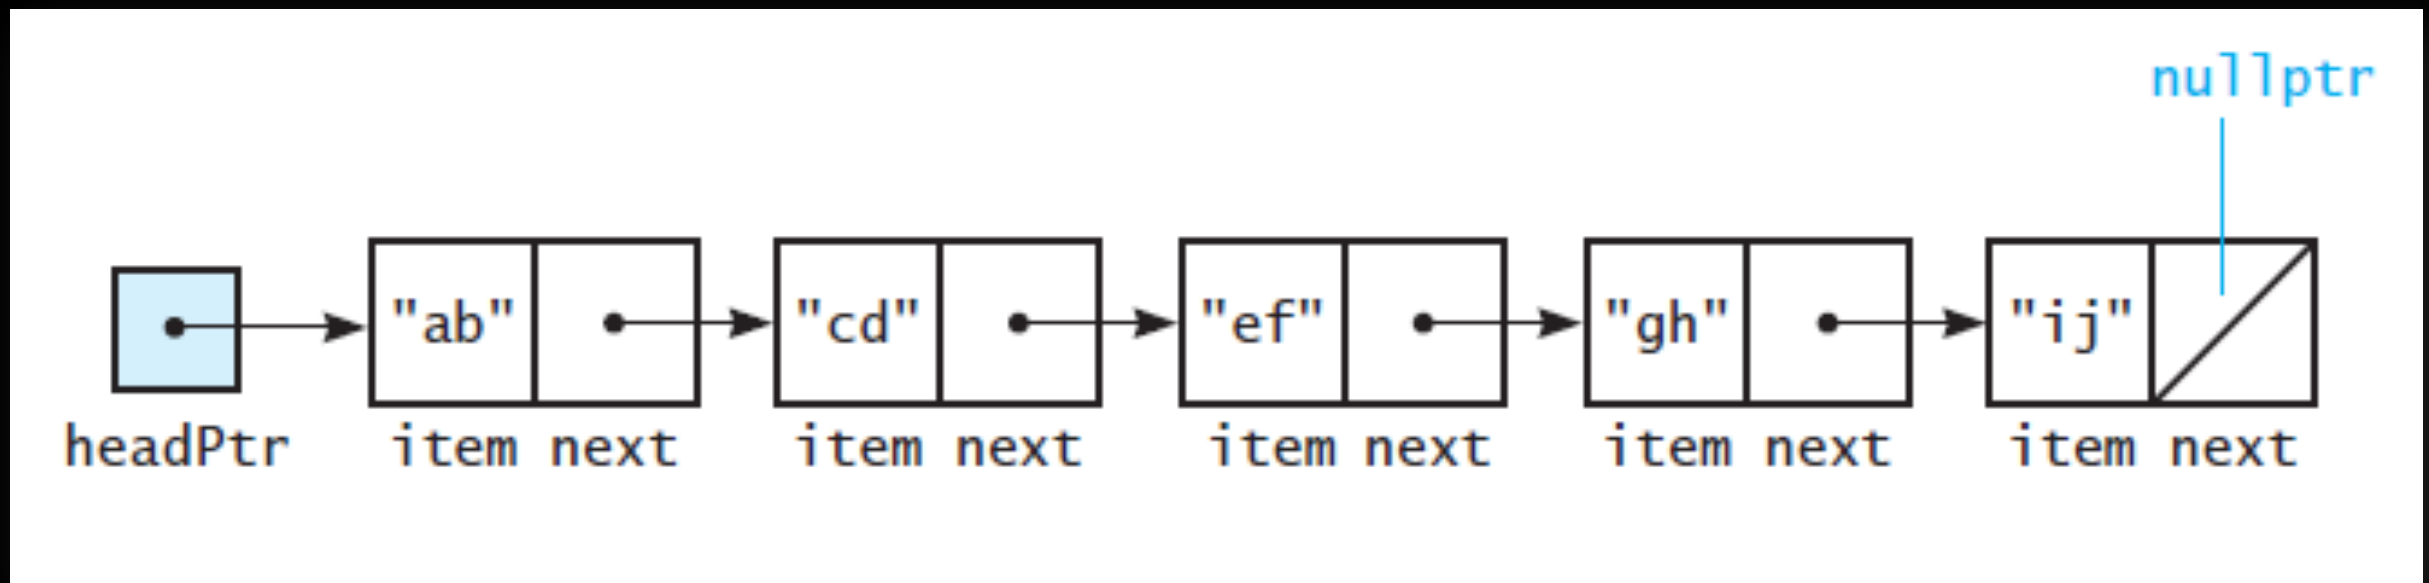 nullptr
"ab" "cd" "ef" "gh" "ij"
headPtr item next item next item next item next item next